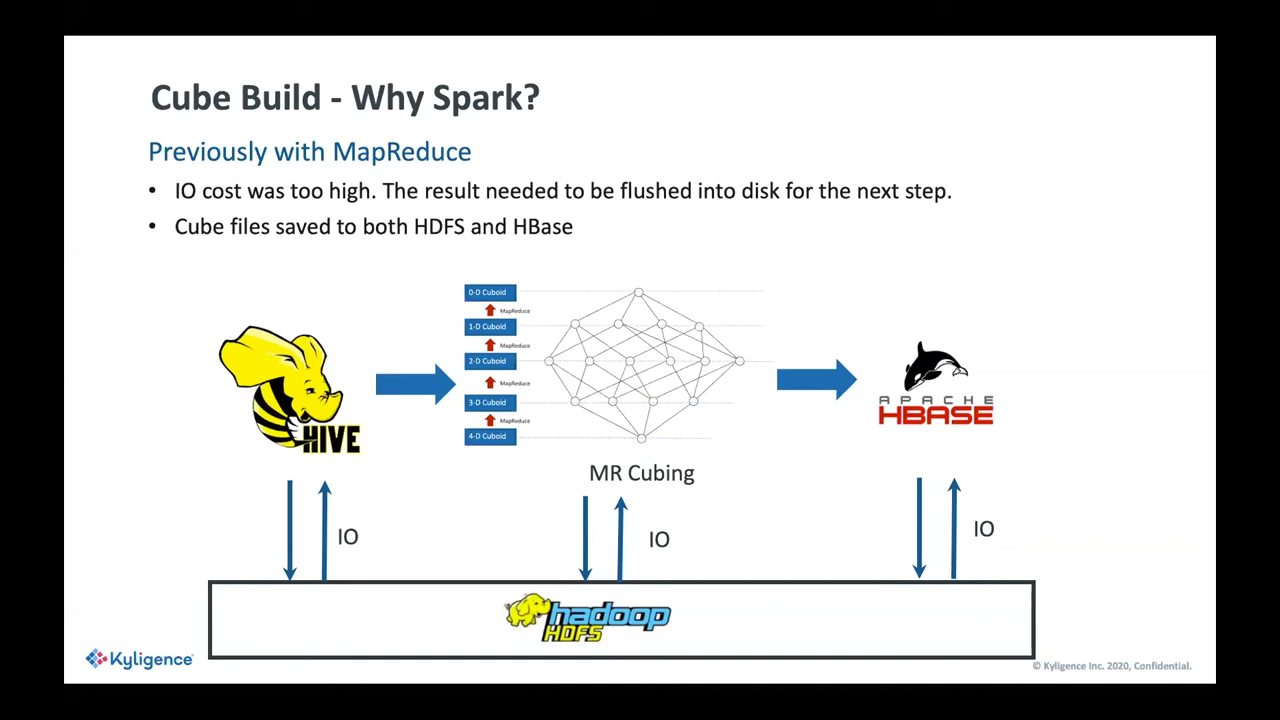 Cube Build - Why Spark?
Previously with MapReduce
• IO cost was too high. The result needed to be flushed into disk for the next step.
• Cube files saved to both HDFS and HBase
0-D Cuboid
MapReduce
1-D Cuboid
MapReduce
2-D Cuboid
MapReduce
3-D Cuboid
MapReduce
4-D Cuboid
HIVE
APACHE
HBASE
MR Cubing
IO
IO
IO
hadoop
HDFS
Kyligence
© Kyligence Inc. 2020, Confidential.